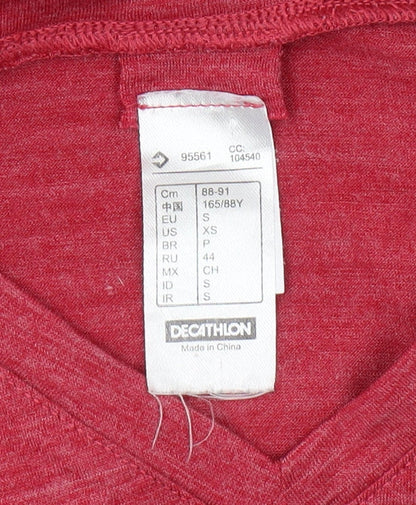 95561 CC:
104540
Cm 88-91
中国 165/88Y
EU S
US XS
BR P
RU 44
MX CH
ID S
IR S
DECATHLON
Made in China